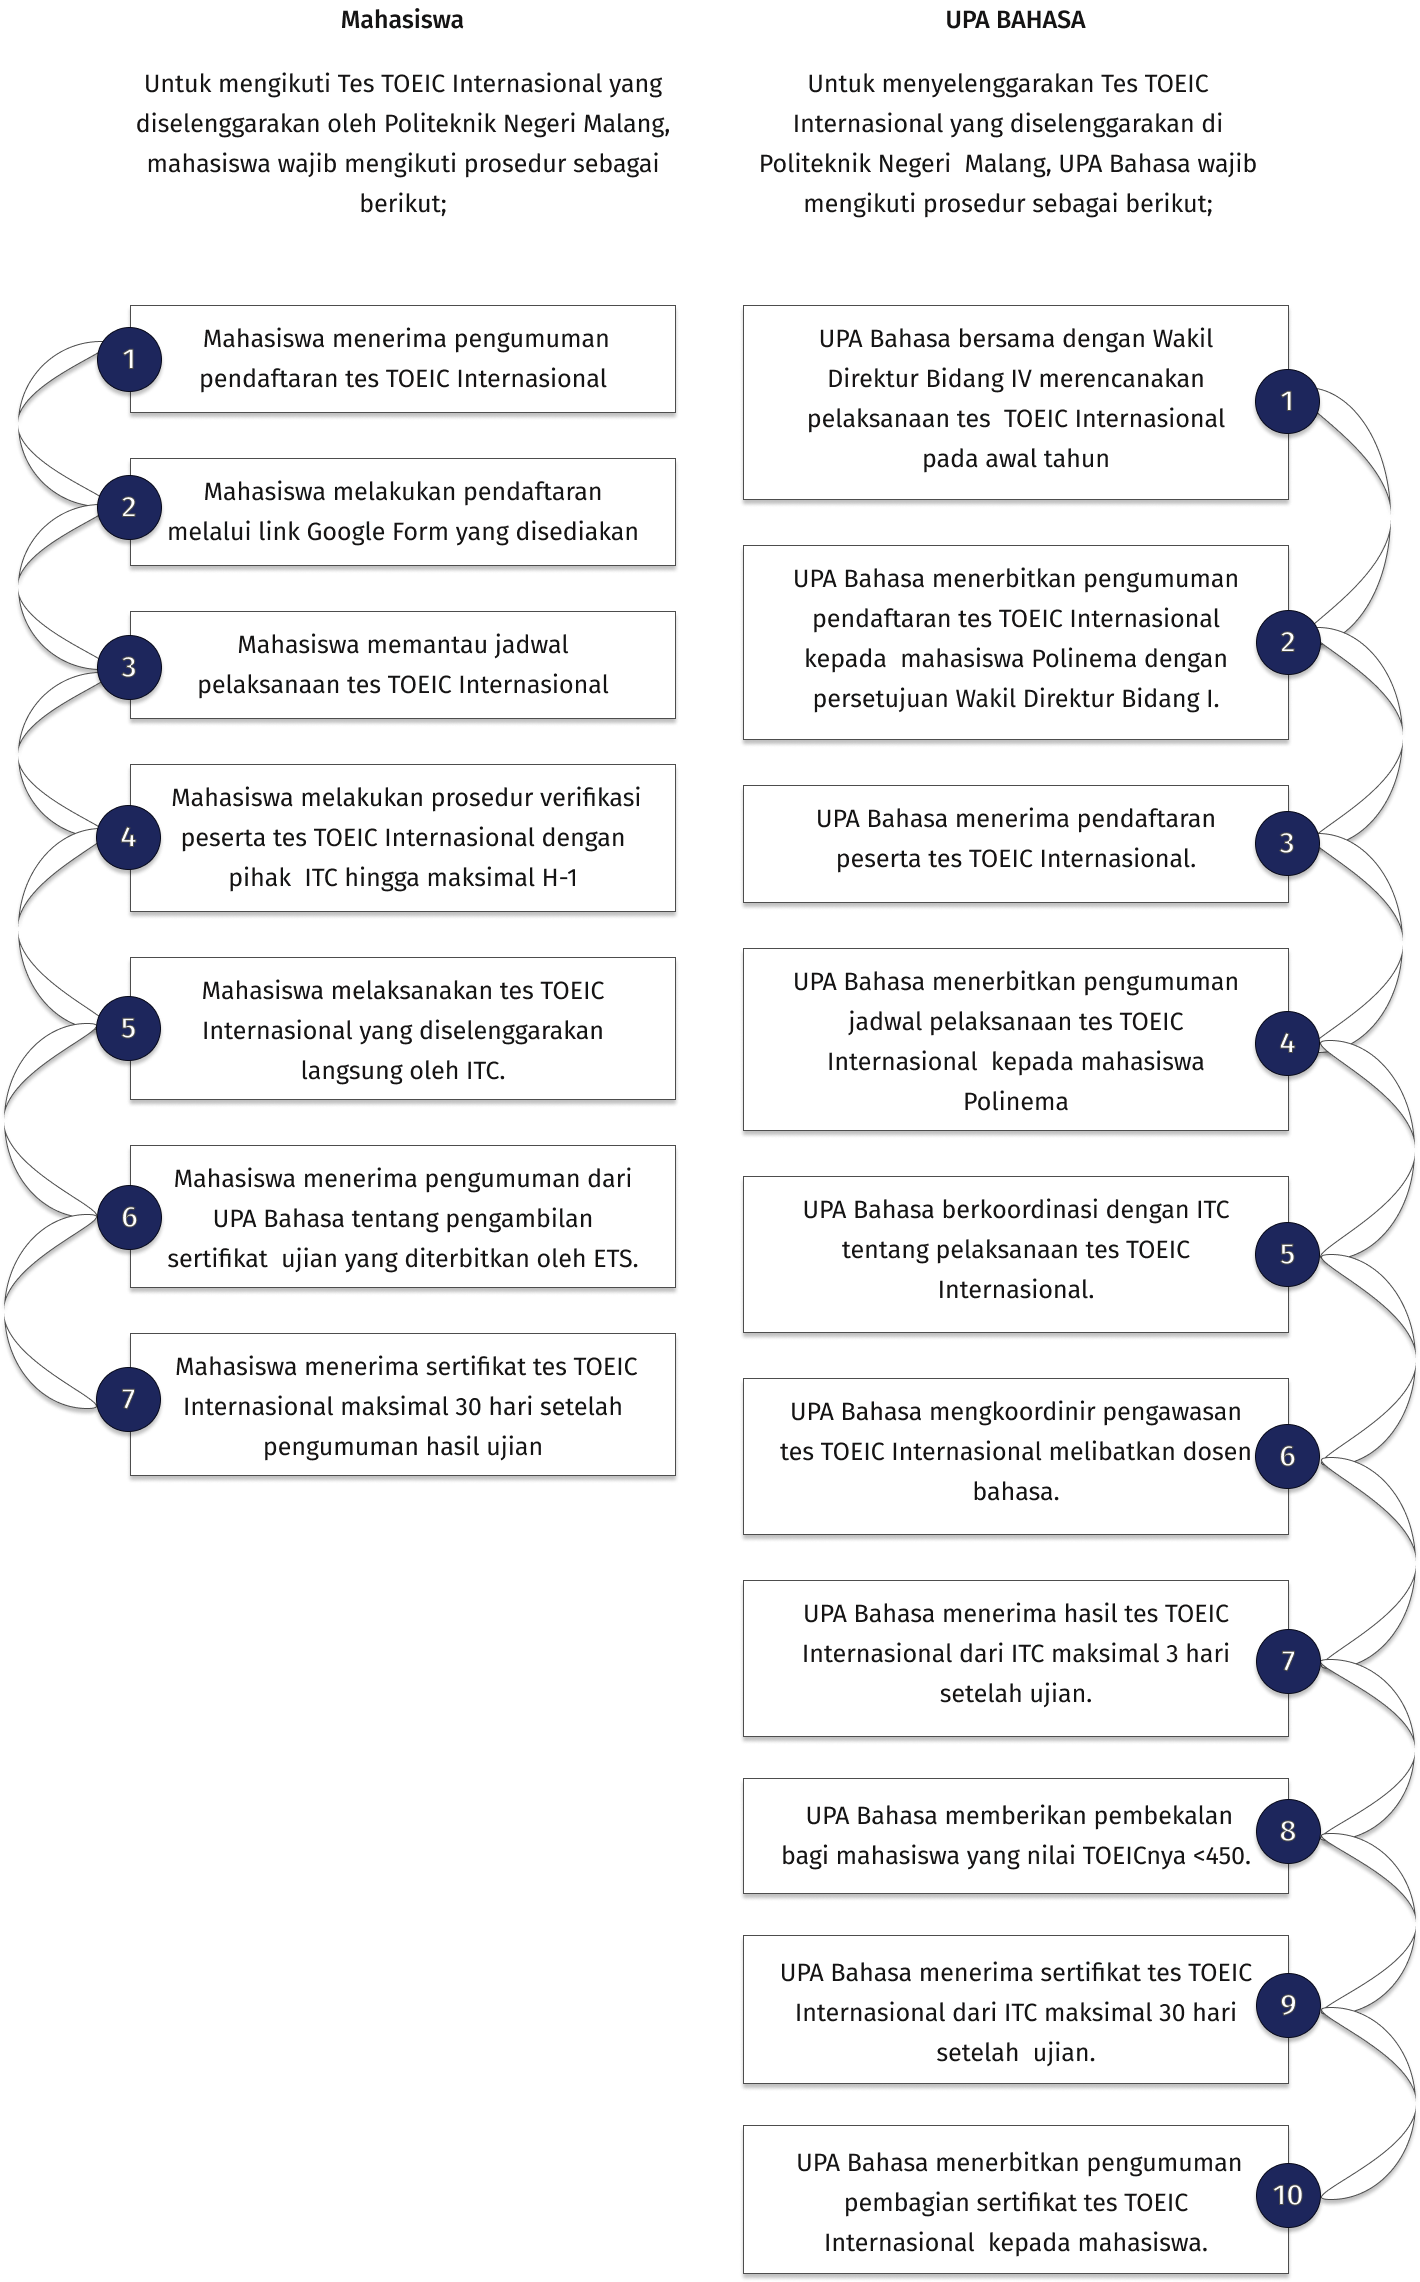 Mahasiswa
Untuk mengikuti Tes TOEIC Internasional yang
diselenggarakan oleh Politeknik Negeri Malang,
mahasiswa wajib mengikuti prosedur sebagai
berikut;
1
Mahasiswa menerima pengumuman
pendaftaran tes TOEIC Internasional
2
Mahasiswa melakukan pendaftaran
melalui link Google Form yang disediakan
3
Mahasiswa memantau jadwal
pelaksanaan tes TOEIC Internasional
4
Mahasiswa melakukan prosedur verifikasi
peserta tes TOEIC Internasional dengan
pihak  ITC hingga maksimal H-1
5
Mahasiswa melaksanakan tes TOEIC
Internasional yang diselenggarakan
langsung oleh ITC.
6
Mahasiswa menerima pengumuman dari
UPA Bahasa tentang pengambilan
sertifikat  ujian yang diterbitkan oleh ETS.
7
Mahasiswa menerima sertifikat tes TOEIC
Internasional maksimal 30 hari setelah
pengumuman hasil ujian
UPA BAHASA
Untuk menyelenggarakan Tes TOEIC
Internasional yang diselenggarakan di
Politeknik Negeri  Malang, UPA Bahasa wajib
mengikuti prosedur sebagai berikut;
UPA Bahasa bersama dengan Wakil
Direktur Bidang IV merencanakan
pelaksanaan tes  TOEIC Internasional
pada awal tahun
1
UPA Bahasa menerbitkan pengumuman
pendaftaran tes TOEIC Internasional
kepada  mahasiswa Polinema dengan
persetujuan Wakil Direktur Bidang I.
2
UPA Bahasa menerima pendaftaran
peserta tes TOEIC Internasional.
3
UPA Bahasa menerbitkan pengumuman
jadwal pelaksanaan tes TOEIC
Internasional  kepada mahasiswa
Polinema
4
UPA Bahasa berkoordinasi dengan ITC
tentang pelaksanaan tes TOEIC
Internasional.
5
UPA Bahasa mengkoordinir pengawasan
tes TOEIC Internasional melibatkan dosen
bahasa.
6
UPA Bahasa menerima hasil tes TOEIC
Internasional dari ITC maksimal 3 hari
setelah ujian.
7
UPA Bahasa memberikan pembekalan
bagi mahasiswa yang nilai TOEICnya <450.
8
UPA Bahasa menerima sertifikat tes TOEIC
Internasional dari ITC maksimal 30 hari
setelah  ujian.
9
UPA Bahasa menerbitkan pengumuman
pembagian sertifikat tes TOEIC
Internasional  kepada mahasiswa.
10